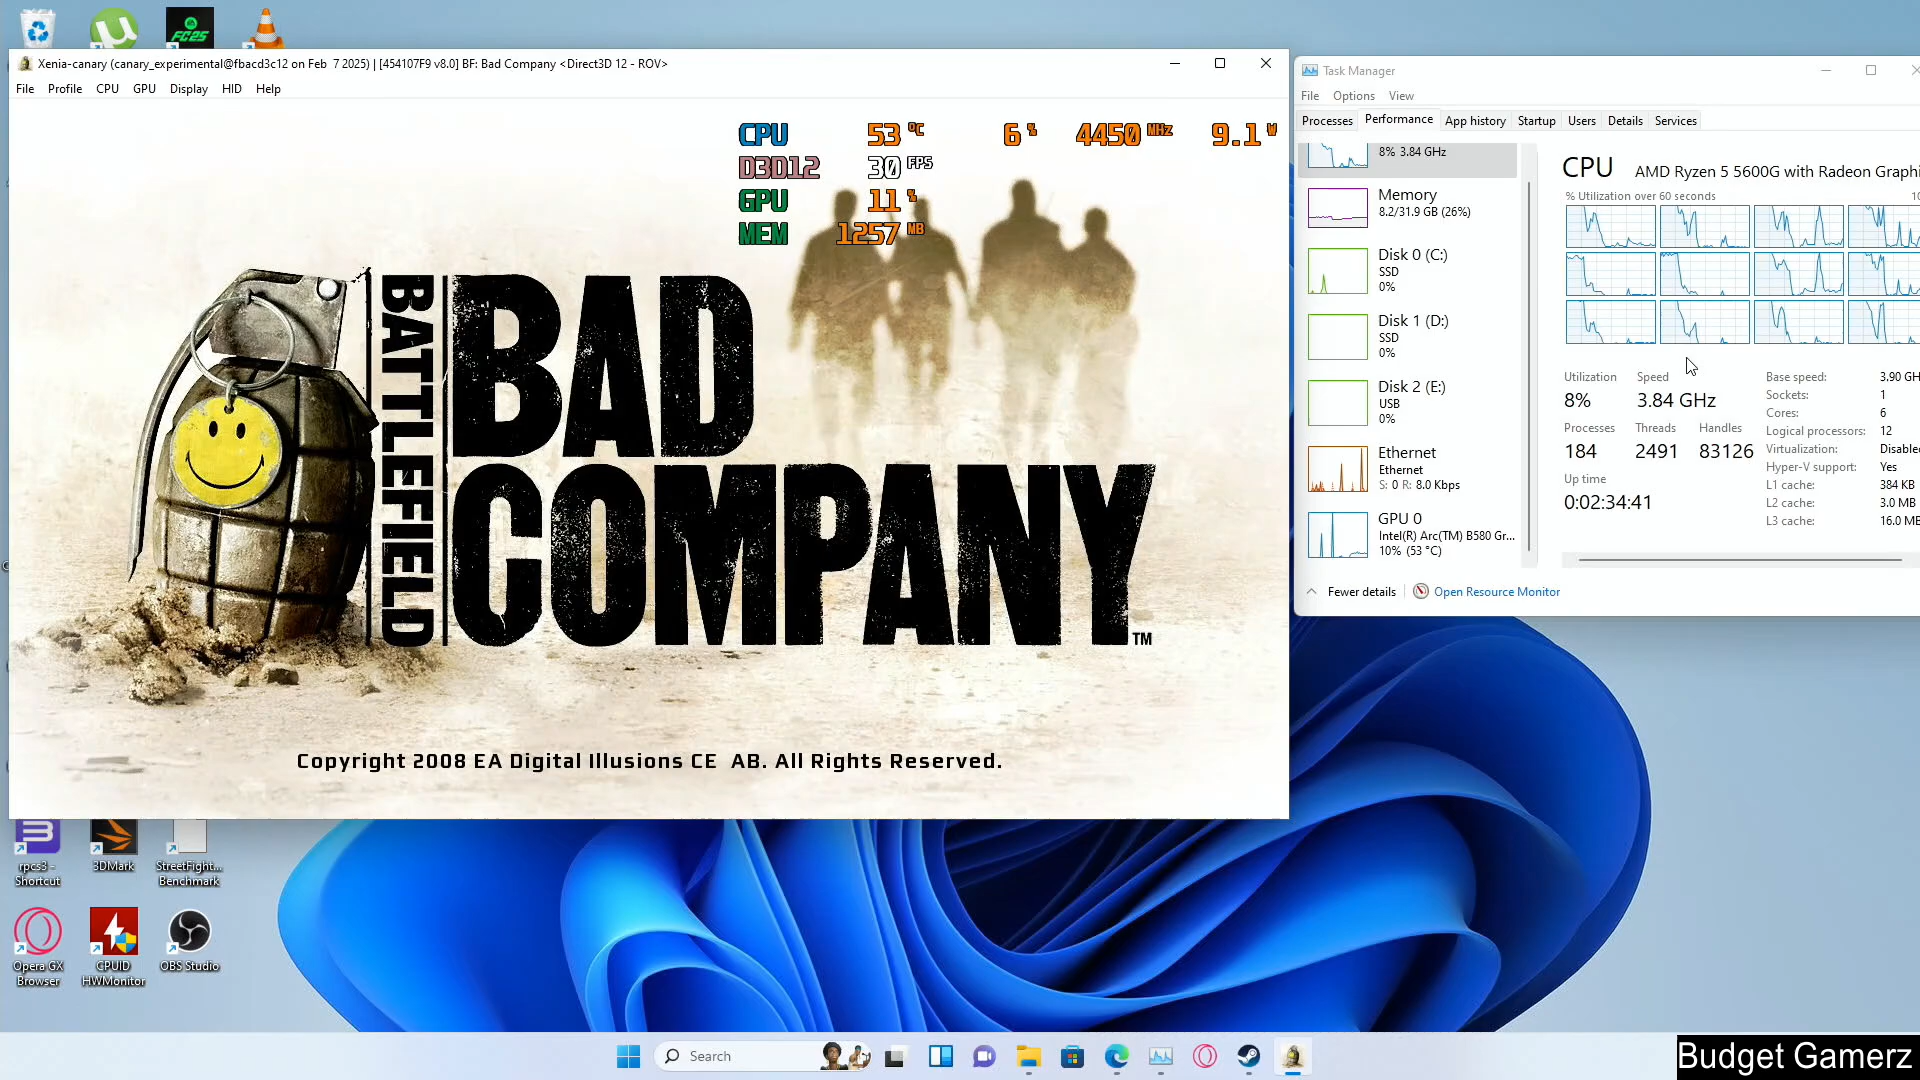 FC25
Xenia-canary (canary_experimental@fbacd3c12 on Feb  7 2025) | [454107F9 v8.0] BF: Bad Company <Direct3D 12 - ROV>
File Profile CPU GPU Display HID Help
CPU 53 °C 6 % 4450 MHz 9.1 W
D3D12 30 FPS
GPU 11 %
MEM 1257 MB
BATTLEFIELD
BAD
COMPANY™
Copyright 2008 EA Digital Illusions CE  AB. All Rights Reserved.
Task Manager
File Options View
Processes Performance App history Startup Users Details Services
8% 3.84 GHz
Memory
8.2/31.9 GB (26%)
Disk 0 (C:)
SSD
0%
Disk 1 (D:)
SSD
0%
Disk 2 (E:)
USB
0%
Ethernet
Ethernet
S: 0 R: 8.0 Kbps
GPU 0
Intel(R) Arc(TM) B580 Gr...
10% (53 °C)
CPU AMD Ryzen 5 5600G with Radeon Graphi
% Utilization over 60 seconds
Utilization Speed
8% 3.84 GHz
Processes Threads Handles
184 2491 83126
Up time
0:02:34:41
Base speed: 3.90 GH
Sockets: 1
Cores: 6
Logical processors: 12
Virtualization: Disabled
Hyper-V support: Yes
L1 cache: 384 KB
L2 cache: 3.0 MB
L3 cache: 16.0 MB
Fewer details Open Resource Monitor
rpcs3 -
Shortcut
3DMark
StreetFight...
Benchmark
Opera GX
Browser
CPUID
HWMonitor
OBS Studio
Search
Budget Gamerz